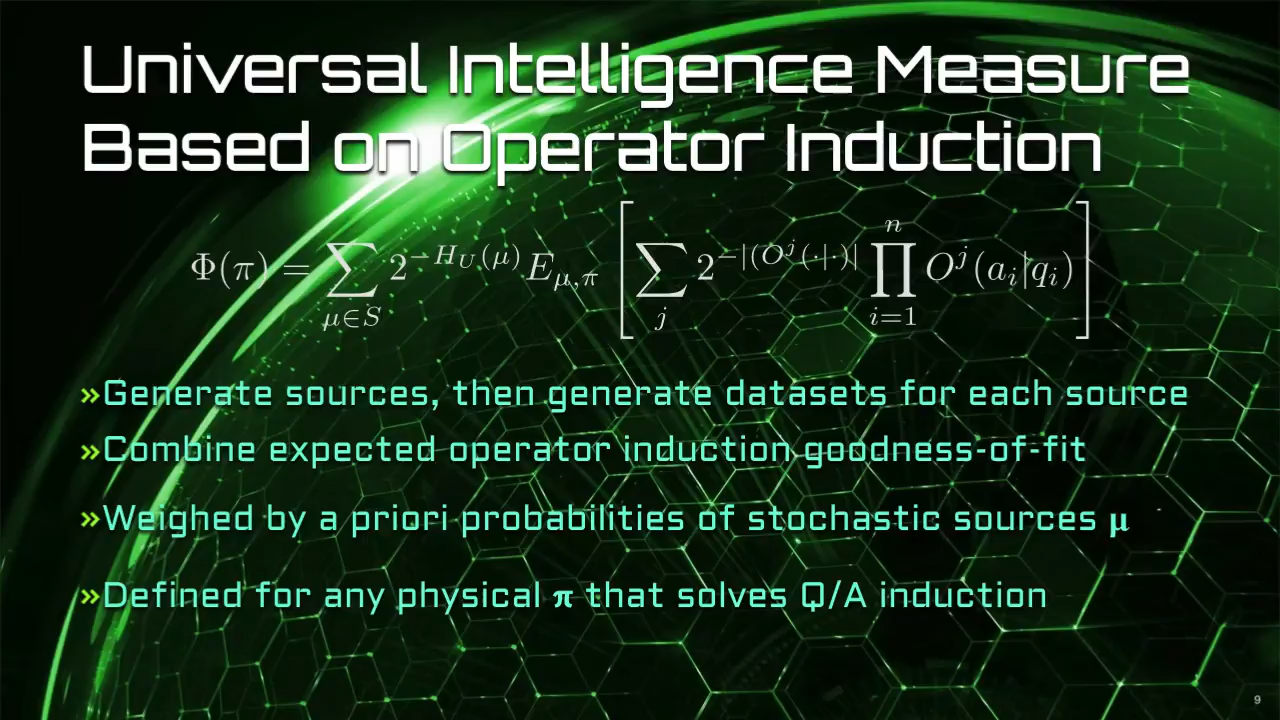 Universal Intelligence Measure
Based on Operator Induction
Φ(π) = ∑_{μ∈S} 2^{−H_U(μ)} E_{μ,π} [ ∑_j 2^{−|(O^j(·|·)|} ∏_{i=1}^{n} O^j(a_i|q_i) ]
»Generate sources, then generate datasets for each source
»Combine expected operator induction goodness-of-fit
»Weighed by a priori probabilities of stochastic sources μ
»Defined for any physical π that solves Q/A induction
9